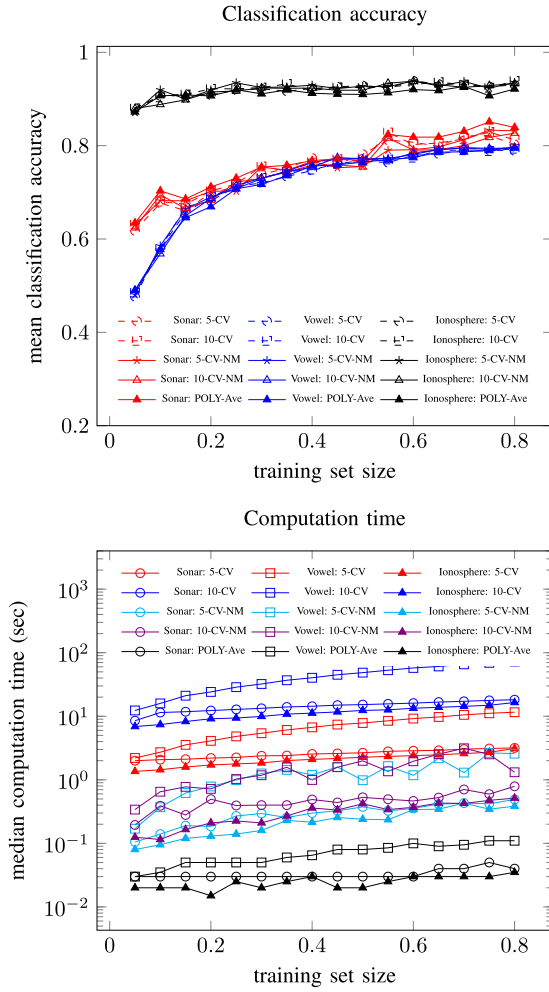 Classification accuracy
1
0.8
0.6
0.4
0.2
mean classification accuracy
Sonar: 5-CV Vowel: 5-CV Ionosphere: 5-CV
Sonar: 10-CV Vowel: 10-CV Ionosphere: 10-CV
Sonar: 5-CV-NM Vowel: 5-CV-NM Ionosphere: 5-CV-NM
Sonar: 10-CV-NM Vowel: 10-CV-NM Ionosphere: 10-CV-NM
Sonar: POLY-Ave Vowel: POLY-Ave Ionosphere: POLY-Ave
0 0.2 0.4 0.6 0.8
training set size
Computation time
10³
10²
10¹
10⁰
10⁻¹
10⁻²
median computation time (sec)
Sonar: 5-CV Vowel: 5-CV Ionosphere: 5-CV
Sonar: 10-CV Vowel: 10-CV Ionosphere: 10-CV
Sonar: 5-CV-NM Vowel: 5-CV-NM Ionosphere: 5-CV-NM
Sonar: 10-CV-NM Vowel: 10-CV-NM Ionosphere: 10-CV-NM
Sonar: POLY-Ave Vowel: POLY-Ave Ionosphere: POLY-Ave
0 0.2 0.4 0.6 0.8
training set size